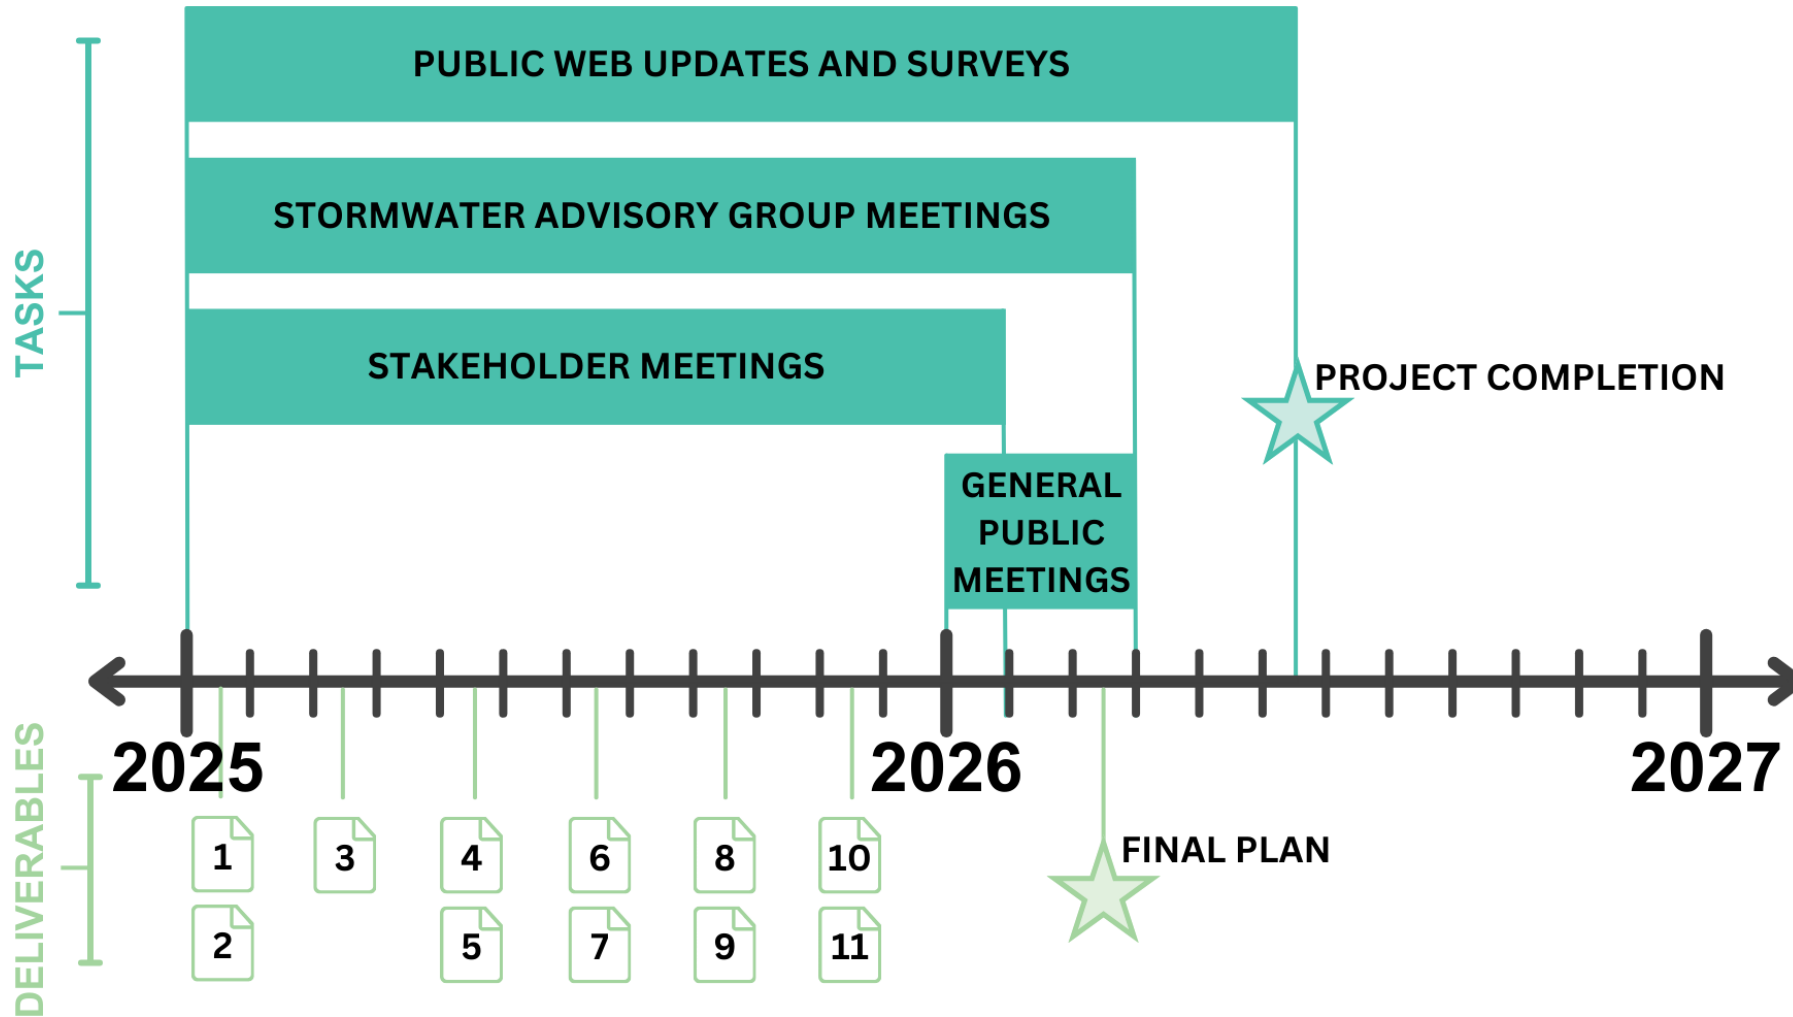 PUBLIC WEB UPDATES AND SURVEYS
STORMWATER ADVISORY GROUP MEETINGS
STAKEHOLDER MEETINGS
GENERAL
PUBLIC
MEETINGS
PROJECT COMPLETION
TASKS
2025
2026
2027
DELIVERABLES
1
3
4
6
8
10
FINAL PLAN
2
5
7
9
11